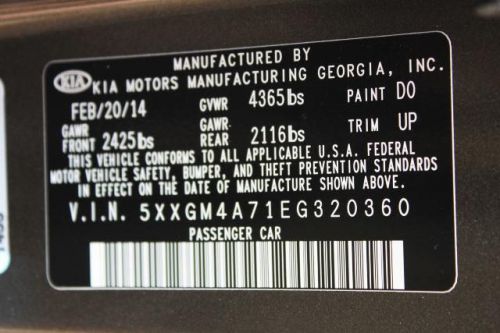 MANUFACTURED BY
KIA KIA MOTORS MANUFACTURING GEORGIA, INC.
FEB/20/14 GVWR 4365lbs PAINT D0
GAWR FRONT 2425lbs GAWR REAR 2116lbs TRIM UP
THIS VEHICLE CONFORMS TO ALL APPLICABLE U.S.A. FEDERAL
MOTOR VEHICLE SAFETY, BUMPER, AND THEFT PREVENTION STANDARDS
IN EFFECT ON THE DATE OF MANUFACTURE SHOWN ABOVE.
V.I.N. 5XXGM4A71EG320360
PASSENGER CAR